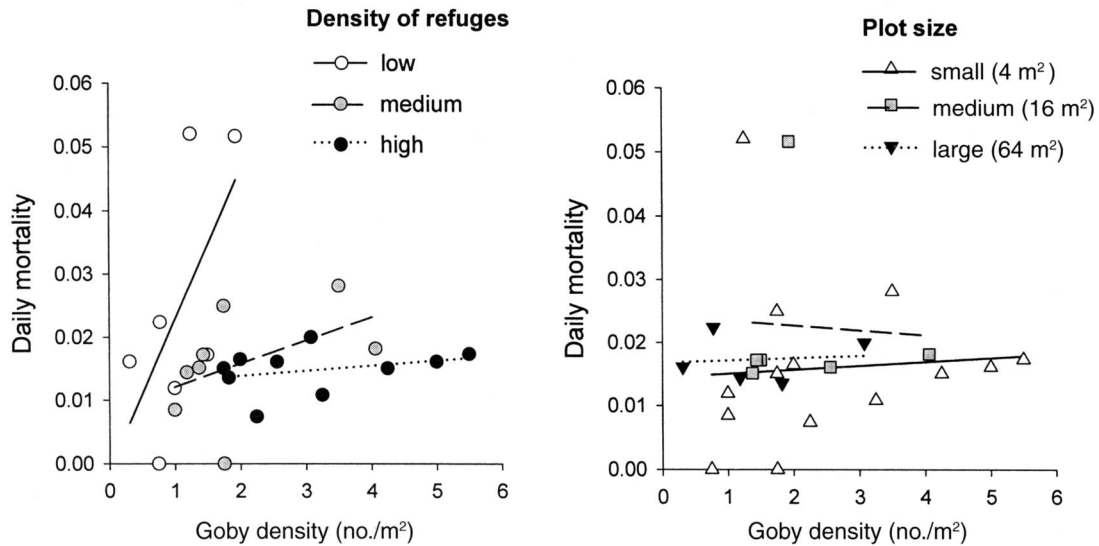 Density of refuges
low
medium
high
0.06
0.05
0.04
0.03
0.02
0.01
0.00
Daily mortality
0 1 2 3 4 5 6
Goby density (no./m²)
Plot size
small (4 m²)
medium (16 m²)
large (64 m²)
0.06
0.05
0.04
0.03
0.02
0.01
0.00
Daily mortality
0 1 2 3 4 5 6
Goby density (no./m²)